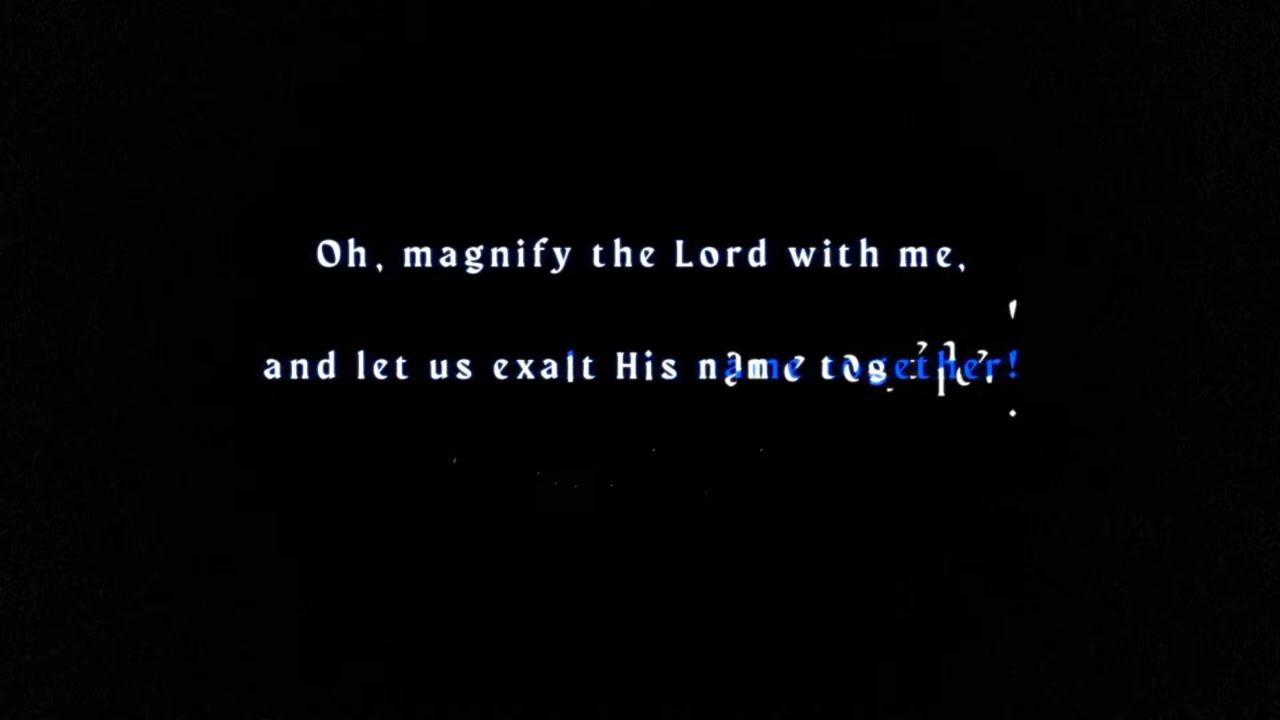 Oh, magnify the Lord with me,
and let us exalt His name together!